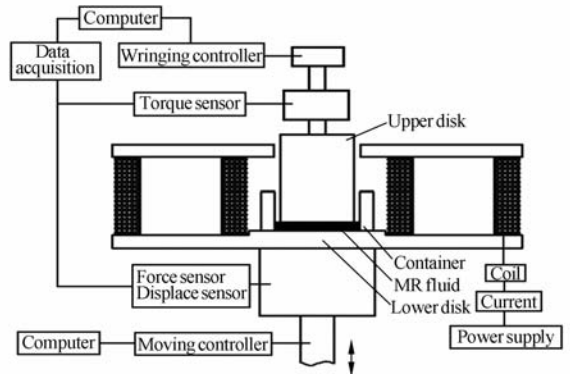 Computer
Data
acquisition
Wringing controller
Torque sensor
Upper disk
Container
MR fluid
Lower disk
Coil
Current
Power supply
Force sensor
Displace sensor
Computer
Moving controller